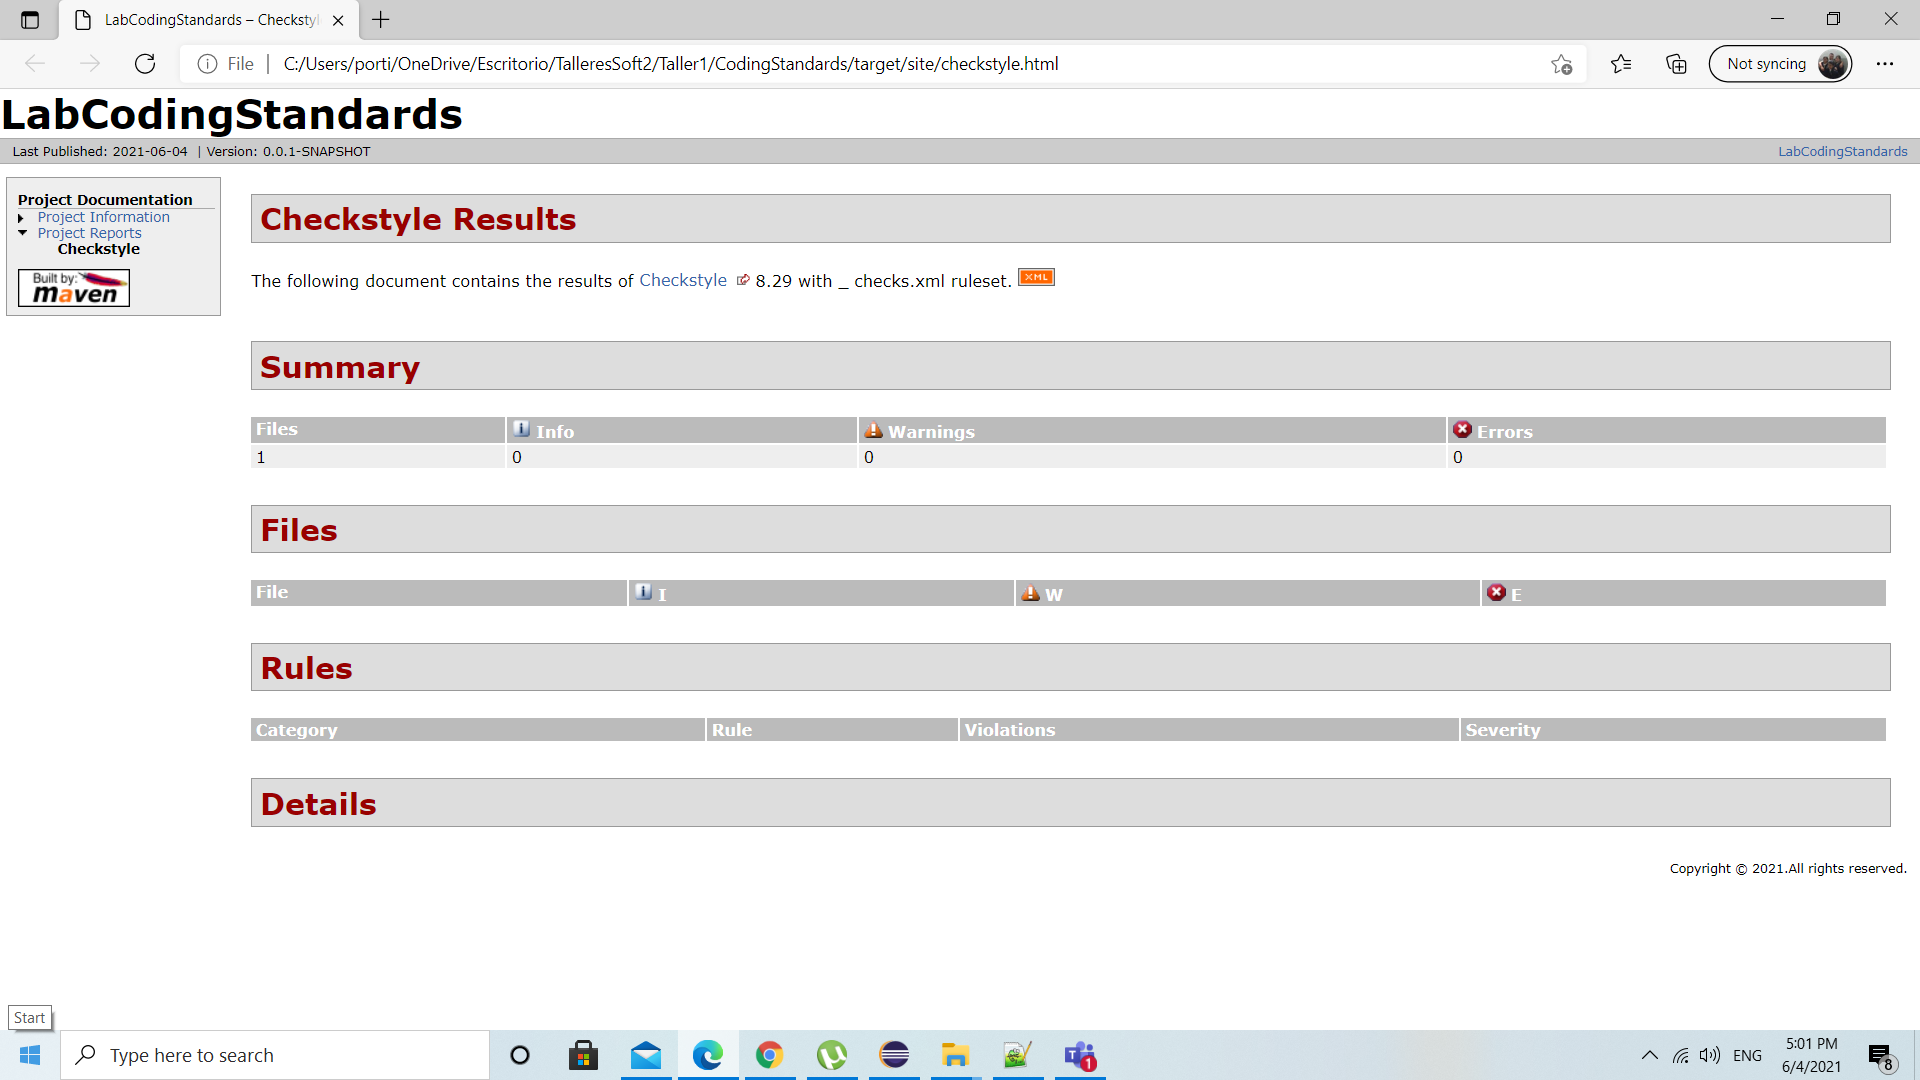 LabCodingStandards – Checksty
File
C:/Users/porti/OneDrive/Escritorio/TalleresSoft2/Taller1/CodingStandards/target/site/checkstyle.html
Not syncing
LabCodingStandards
Last Published: 2021-06-04 | Version: 0.0.1-SNAPSHOT
LabCodingStandards
Project Documentation
Project Information
Project Reports
Checkstyle
Built by:
maven
Checkstyle Results
The following document contains the results of Checkstyle 8.29 with _ checks.xml ruleset. XML
Summary
Files Info Warnings Errors
1 0 0 0
Files
File I W E
Rules
Category Rule Violations Severity
Details
Copyright © 2021.All rights reserved.
Start
Type here to search
T 1
ENG
5:01 PM
6/4/2021
8